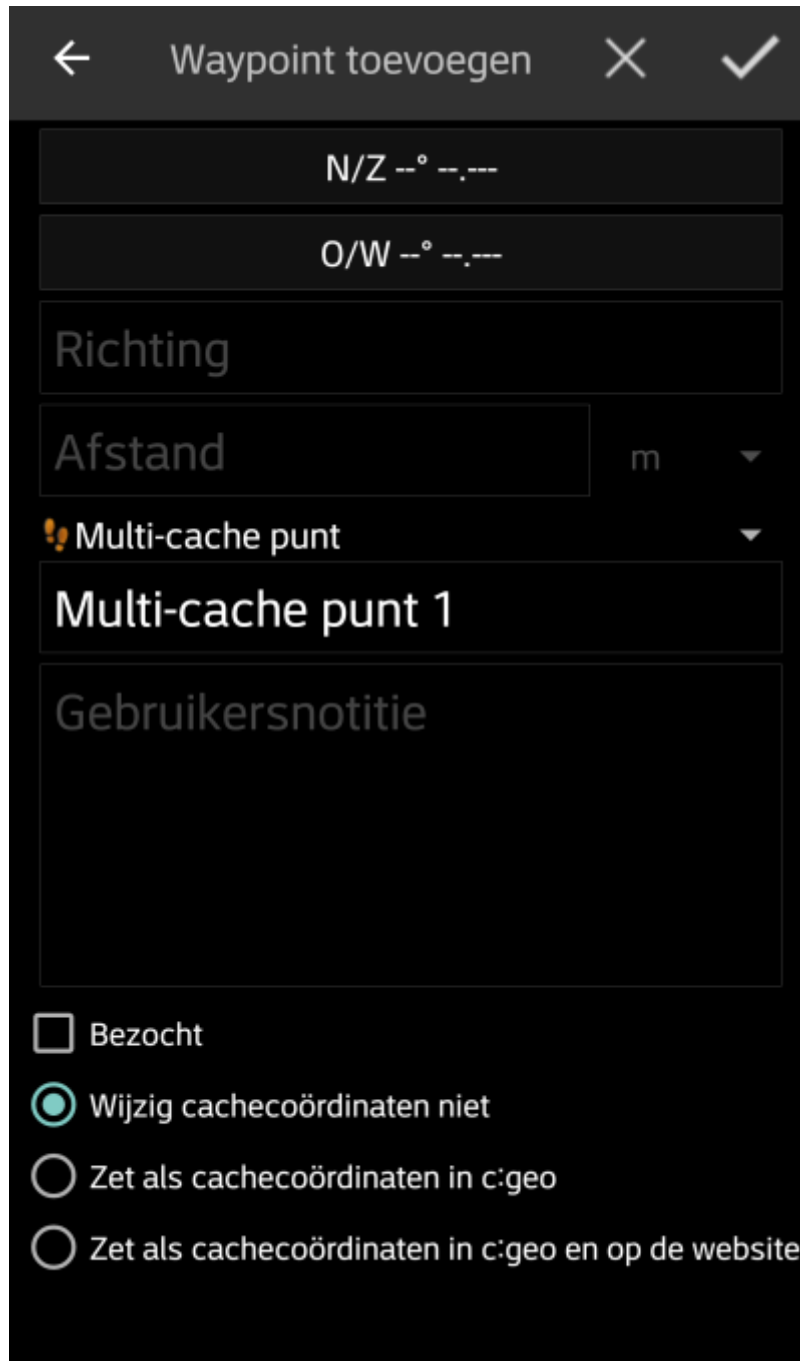 Waypoint toevoegen
N/Z --° --.---
O/W --° --.---
Richting
Afstand m
Multi-cache punt
Multi-cache punt 1
Gebruikersnotitie
Bezocht
Wijzig cachecoördinaten niet
Zet als cachecoördinaten in c:geo
Zet als cachecoördinaten in c:geo en op de website